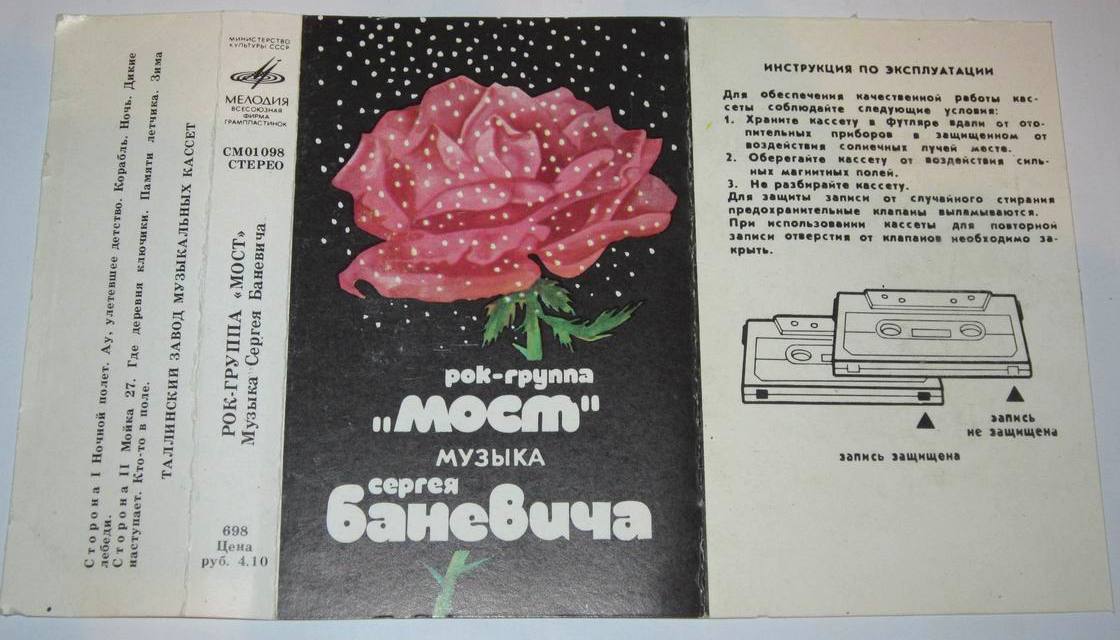 Сторона I Ночной полет. Ау, улетевшее детство. Корабль. Ночь. Дикие
лебеди.
Сторона II Мойка 27. Где деревня ключики. Памяти летчика. Зима
наступает. Кто-то в поле.
ТАЛЛИНСКИЙ ЗАВОД МУЗЫКАЛЬНЫХ КАССЕТ
МИНИСТЕРСТВО
КУЛЬТУРЫ СССР
МЕЛОДИЯ
ВСЕСОЮЗНАЯ
ФИРМА
ГРАМПЛАСТИНОК
СМ01098
СТЕРЕО
РОК-ГРУППА «МОСТ»
Музыка Сергея Баневича
698
Цена
руб. 4.10
рок-группа
"мост"
музыка
сергея
баневича
ИНСТРУКЦИЯ ПО ЭКСПЛУАТАЦИИ
Для обеспечения качественной работы кас-
сеты соблюдайте следующие условия:
1. Храните кассету в футляре вдали от ото-
пительных приборов в защищенном от
воздействия солнечных лучей месте.
2. Оберегайте кассету от воздействия силь-
ных магнитных полей.
3. Не разбирайте кассету.
Для защиты записи от случайного стирания
предохранительные клапаны выламываются.
При использовании кассеты для повторной
записи отверстия от клапанов необходимо за-
крыть.
запись
не защищена
запись защищена